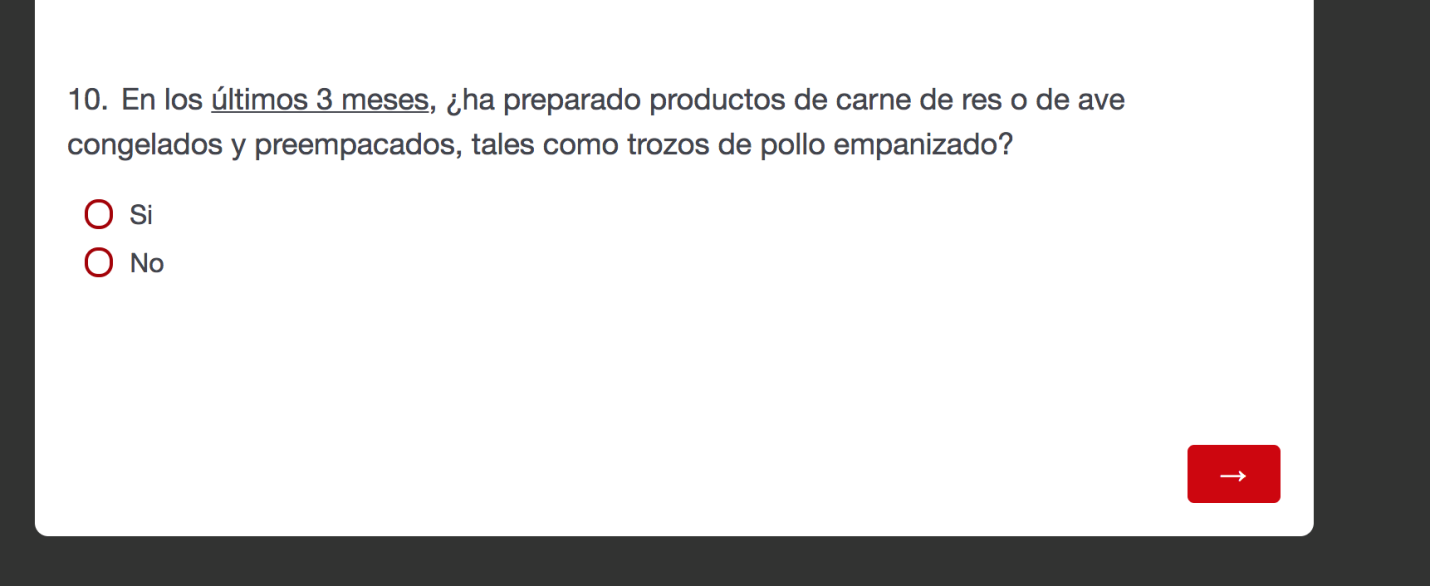 10. En los últimos 3 meses, ¿ha preparado productos de carne de res o de ave
congelados y preempacados, tales como trozos de pollo empanizado?
Si
No
→